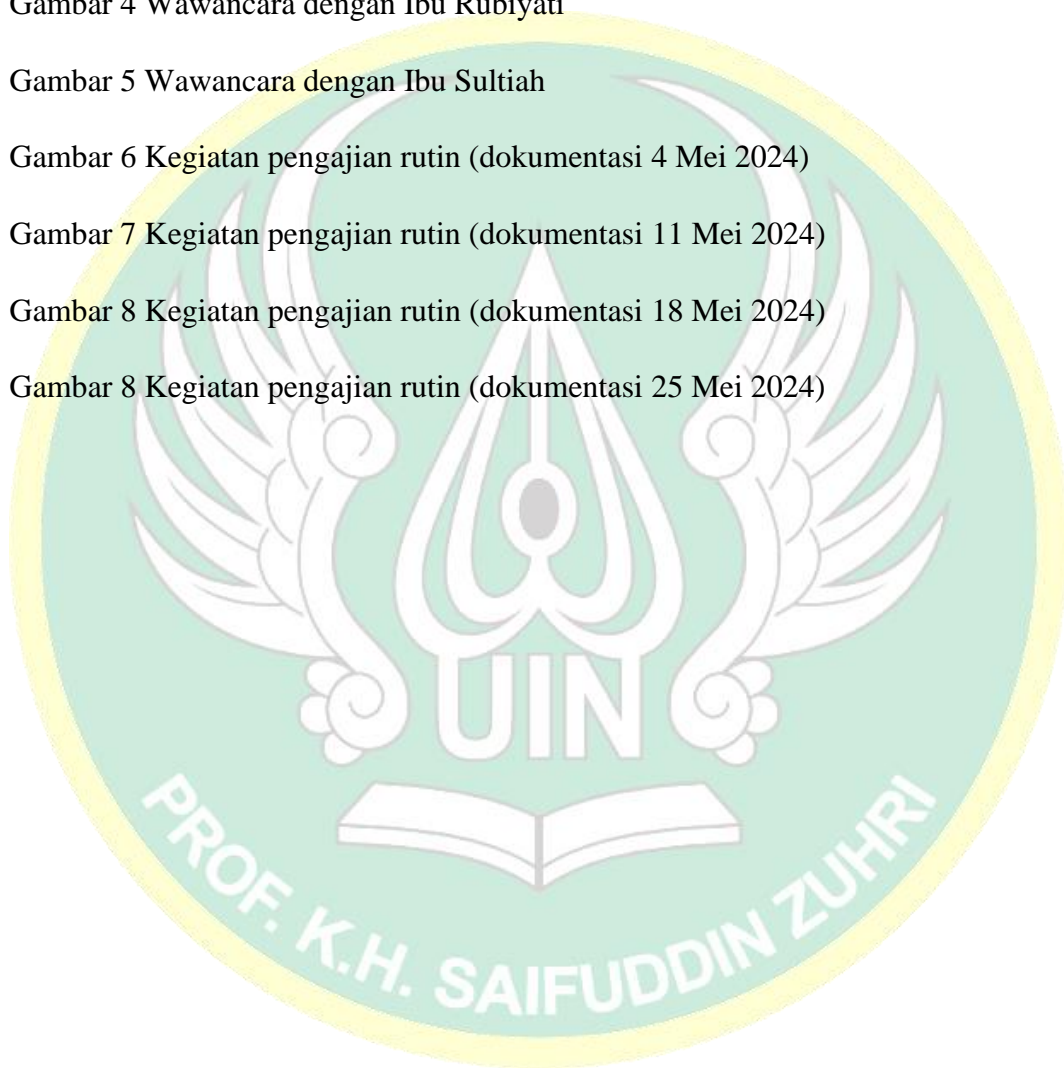 Gambar 4 Wawancara dengan Ibu Rubiyati
Gambar 5 Wawancara dengan Ibu Sultiah
Gambar 6 Kegiatan pengajian rutin (dokumentasi 4 Mei 2024)
Gambar 7 Kegiatan pengajian rutin (dokumentasi 11 Mei 2024)
Gambar 8 Kegiatan pengajian rutin (dokumentasi 18 Mei 2024)
Gambar 8 Kegiatan pengajian rutin (dokumentasi 25 Mei 2024)
UIN
PROF. K.H. SAIFUDDIN ZUHRI